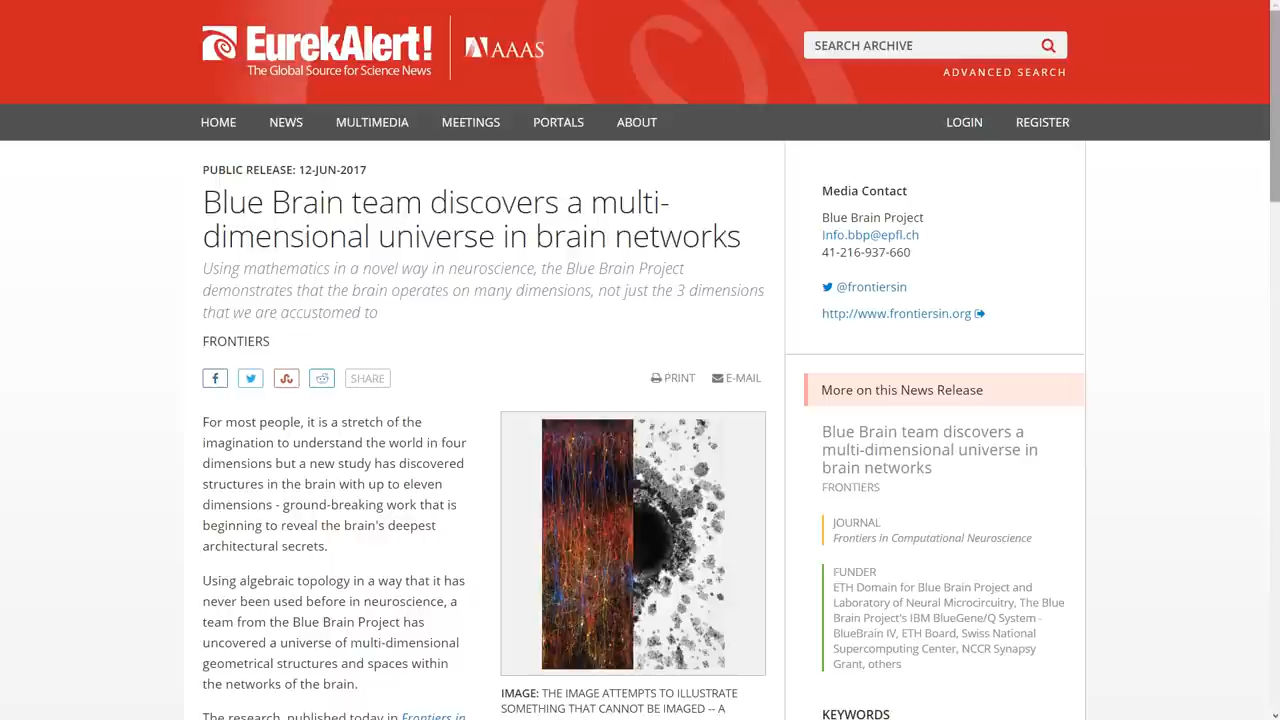 EurekAlert!
The Global Source for Science News
AAAS
SEARCH ARCHIVE
ADVANCED SEARCH
HOME NEWS MULTIMEDIA MEETINGS PORTALS ABOUT LOGIN REGISTER
PUBLIC RELEASE: 12-JUN-2017
Blue Brain team discovers a multi-
dimensional universe in brain networks
Using mathematics in a novel way in neuroscience, the Blue Brain Project
demonstrates that the brain operates on many dimensions, not just the 3 dimensions
that we are accustomed to
FRONTIERS
SHARE
PRINT E-MAIL
For most people, it is a stretch of the
imagination to understand the world in four
dimensions but a new study has discovered
structures in the brain with up to eleven
dimensions - ground-breaking work that is
beginning to reveal the brain's deepest
architectural secrets.
Using algebraic topology in a way that it has
never been used before in neuroscience, a
team from the Blue Brain Project has
uncovered a universe of multi-dimensional
geometrical structures and spaces within
the networks of the brain.
The research, published today in Frontiers in
IMAGE: THE IMAGE ATTEMPTS TO ILLUSTRATE
SOMETHING THAT CANNOT BE IMAGED -- A
Media Contact
Blue Brain Project
Info.bbp@epfl.ch
41-216-937-660
@frontiersin
http://www.frontiersin.org
More on this News Release
Blue Brain team discovers a
multi-dimensional universe in
brain networks
FRONTIERS
JOURNAL
Frontiers in Computational Neuroscience
FUNDER
ETH Domain for Blue Brain Project and
Laboratory of Neural Microcircuitry, The Blue
Brain Project's IBM BlueGene/Q System -
BlueBrain IV, ETH Board, Swiss National
Supercomputing Center, NCCR Synapsy
Grant, others
KEYWORDS